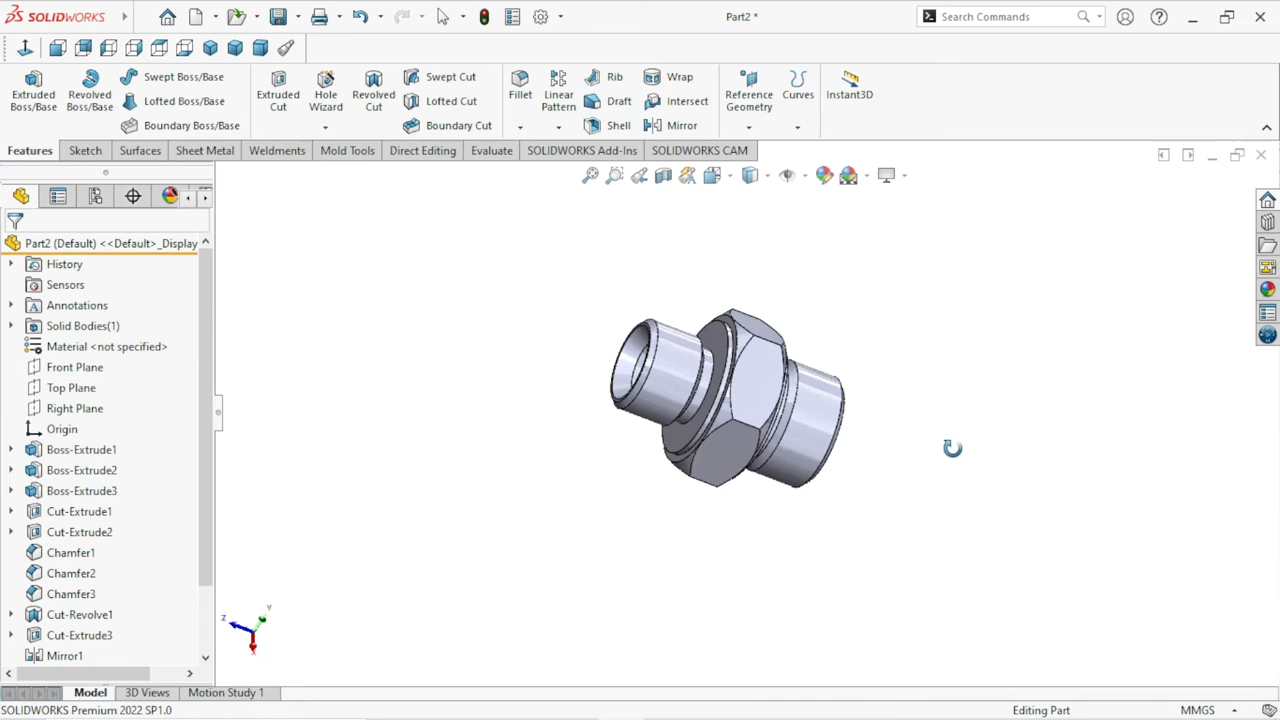 SOLIDWORKS
Part2 *
Search Commands
Extruded Boss/Base
Revolved Boss/Base
Swept Boss/Base
Lofted Boss/Base
Boundary Boss/Base
Extruded Cut
Hole Wizard
Revolved Cut
Swept Cut
Lofted Cut
Boundary Cut
Fillet
Linear Pattern
Rib
Draft
Shell
Wrap
Intersect
Mirror
Reference Geometry
Curves
Instant3D
Features
Sketch
Surfaces
Sheet Metal
Weldments
Mold Tools
Direct Editing
Evaluate
SOLIDWORKS Add-Ins
SOLIDWORKS CAM
Part2 (Default) <<Default>_Display
History
Sensors
Annotations
Solid Bodies(1)
Material <not specified>
Front Plane
Top Plane
Right Plane
Origin
Boss-Extrude1
Boss-Extrude2
Boss-Extrude3
Cut-Extrude1
Cut-Extrude2
Chamfer1
Chamfer2
Chamfer3
Cut-Revolve1
Cut-Extrude3
Mirror1
Y
Z
X
Model
3D Views
Motion Study 1
SOLIDWORKS Premium 2022 SP1.0
Editing Part
MMGS